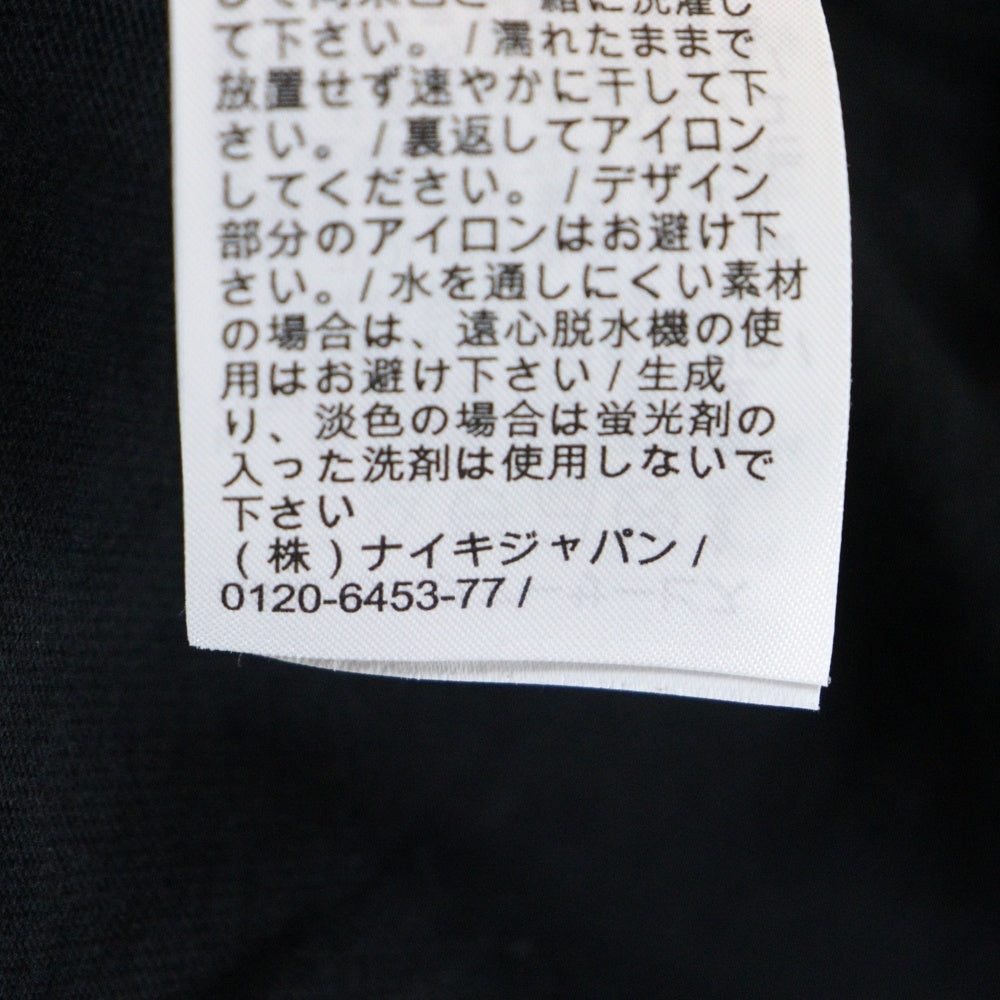 緒に洗濯し
て下さい。 / 濡れたままで
放置せず速やかに干して下
さい。 / 裏返してアイロン
してください。 / デザイン
部分のアイロンはお避け下
さい。/ 水を通しにくい素材
の場合は、遠心脱水機の使
用はお避け下さい / 生成
り、淡色の場合は蛍光剤の
入った洗剤は使用しないで
下さい
( 株 ) ナイキジャパン /
0120-6453-77 /